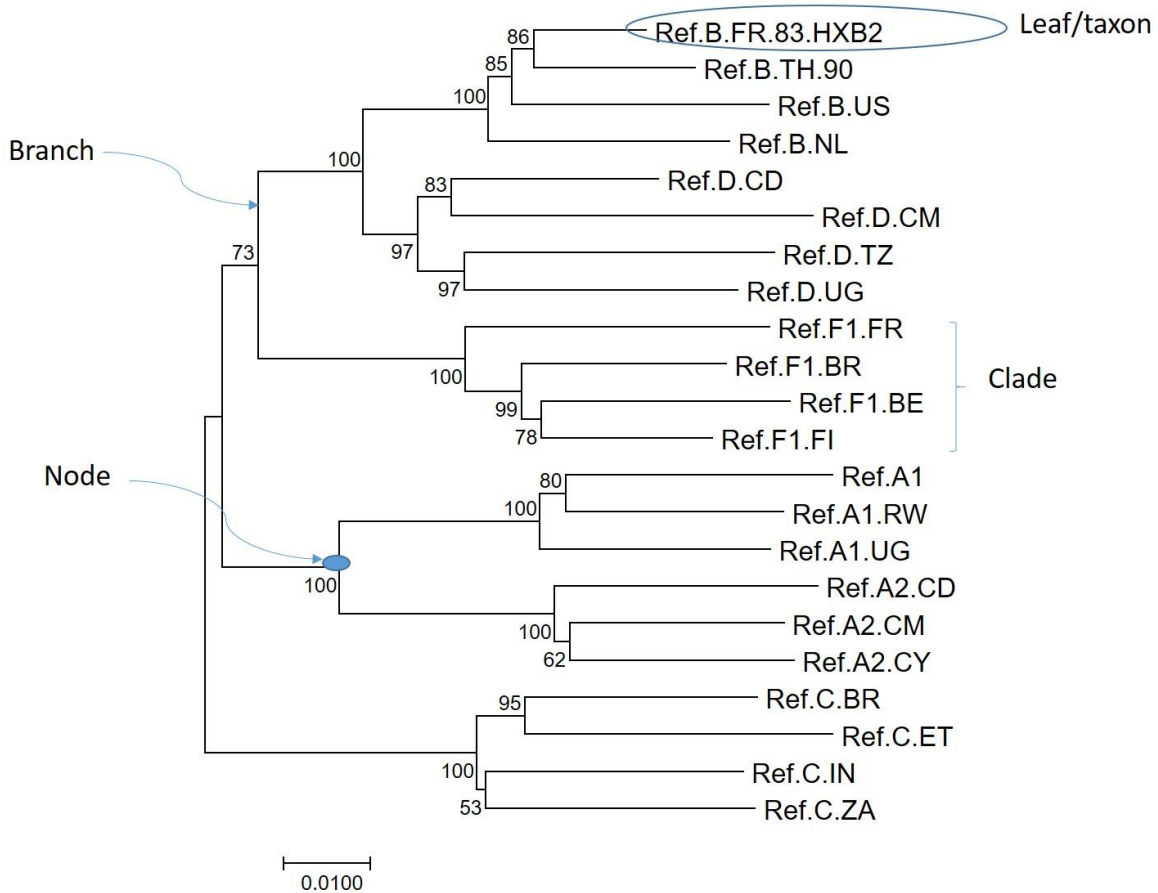 86
Ref.B.FR.83.HXB2
Leaf/taxon
85
Ref.B.TH.90
100
Ref.B.US
Ref.B.NL
Branch
100
83
Ref.D.CD
Ref.D.CM
73
97
Ref.D.TZ
97
Ref.D.UG
Ref.F1.FR
100
Ref.F1.BR
Clade
99
Ref.F1.BE
78
Ref.F1.FI
Node
80
Ref.A1
100
Ref.A1.RW
Ref.A1.UG
100
Ref.A2.CD
100
Ref.A2.CM
62
Ref.A2.CY
95
Ref.C.BR
Ref.C.ET
100
Ref.C.IN
53
Ref.C.ZA
0.0100